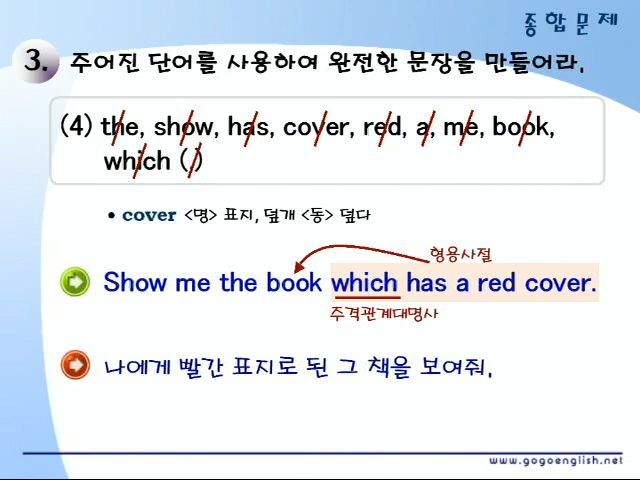 종합문제
3. 주어진 단어를 사용하여 완전한 문장을 만들어라.
(4) the, show, has, cover, red, a, me, book,
which (.)
• cover <명> 표지, 덮개 <동> 덮다
형용사절
Show me the book which has a red cover.
주격관계대명사
나에게 빨간 표지로 된 그 책을 보여줘.
www.gogoenglish.net